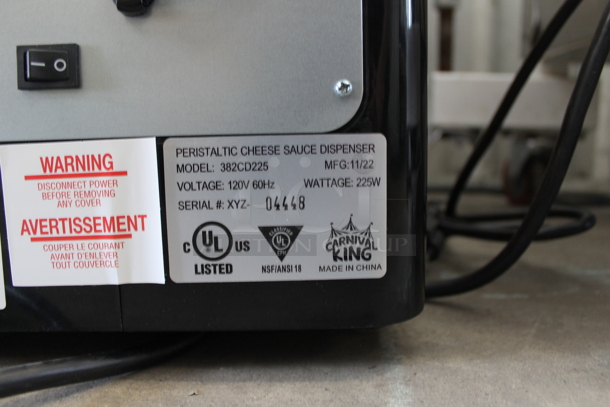 WARNING
DISCONNECT POWER
BEFORE REMOVING
ANY COVER
AVERTISSEMENT
COUPER LE COURANT
AVANT D'ENLEVER
TOUT COUVERCLE
PERISTALTIC CHEESE SAUCE DISPENSER
MODEL: 382CD225 MFG:11/22
VOLTAGE: 120V 60Hz WATTAGE: 225W
SERIAL #: XYZ- 04448
C UL US
LISTED
UL
NSF/ANSI 18
CARNIVAL
KING
MADE IN CHINA